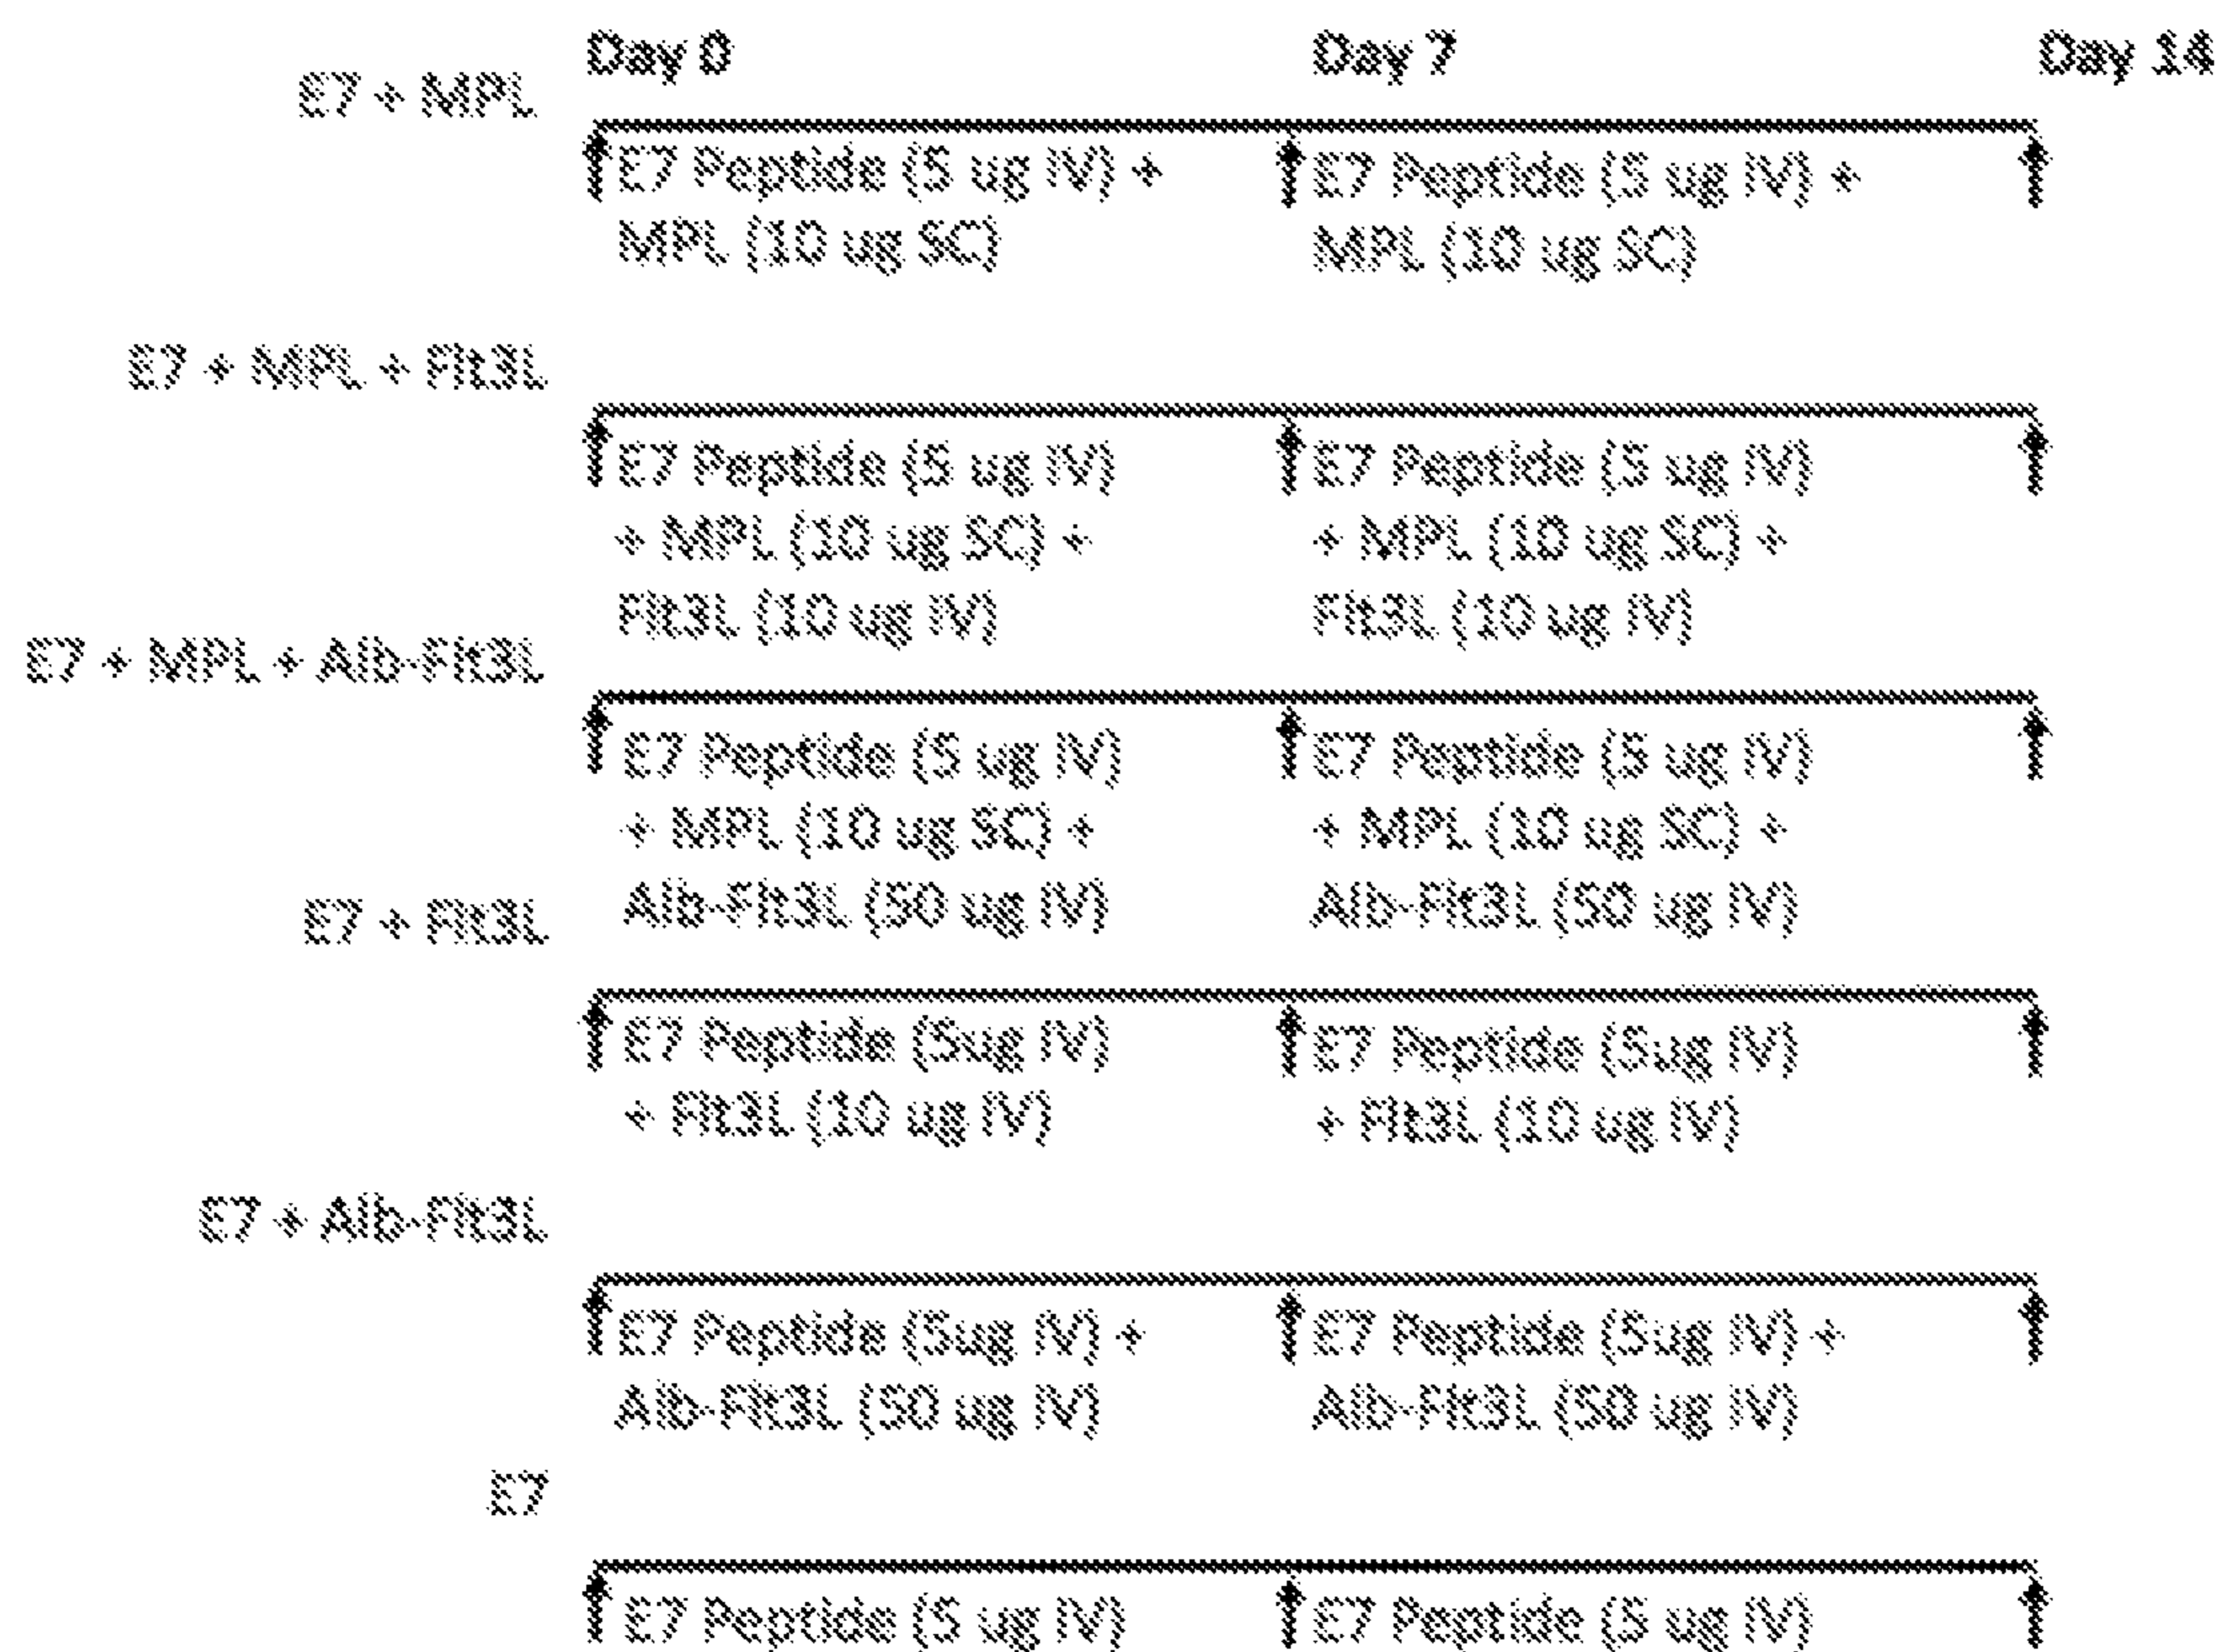 Day 0 Day 7 Day 14
E7 + MPL
E7 Peptide (5 ug IV) + E7 Peptide (5 ug IV) +
MPL (10 ug SC) MPL (10 ug SC)
E7 + MPL + Flt3L
E7 Peptide (5 ug IV) E7 Peptide (5 ug IV)
+ MPL (10 ug SC) + + MPL (10 ug SC) +
Flt3L (10 ug IV) Flt3L (10 ug IV)
E7 + MPL + Alb-Flt3L
E7 Peptide (5 ug IV) E7 Peptide (5 ug IV)
+ MPL (10 ug SC) + + MPL (10 ug SC) +
Alb-Flt3L (50 ug IV) Alb-Flt3L (50 ug IV)
E7 + Flt3L
E7 Peptide (5ug IV) E7 Peptide (5ug IV)
+ Flt3L (10 ug IV) + Flt3L (10 ug IV)
E7 + Alb-Flt3L
E7 Peptide (5ug IV) + E7 Peptide (5ug IV) +
Alb-Flt3L (50 ug IV) Alb-Flt3L (50 ug IV)
E7
E7 Peptide (5 ug IV) E7 Peptide (5 ug IV)